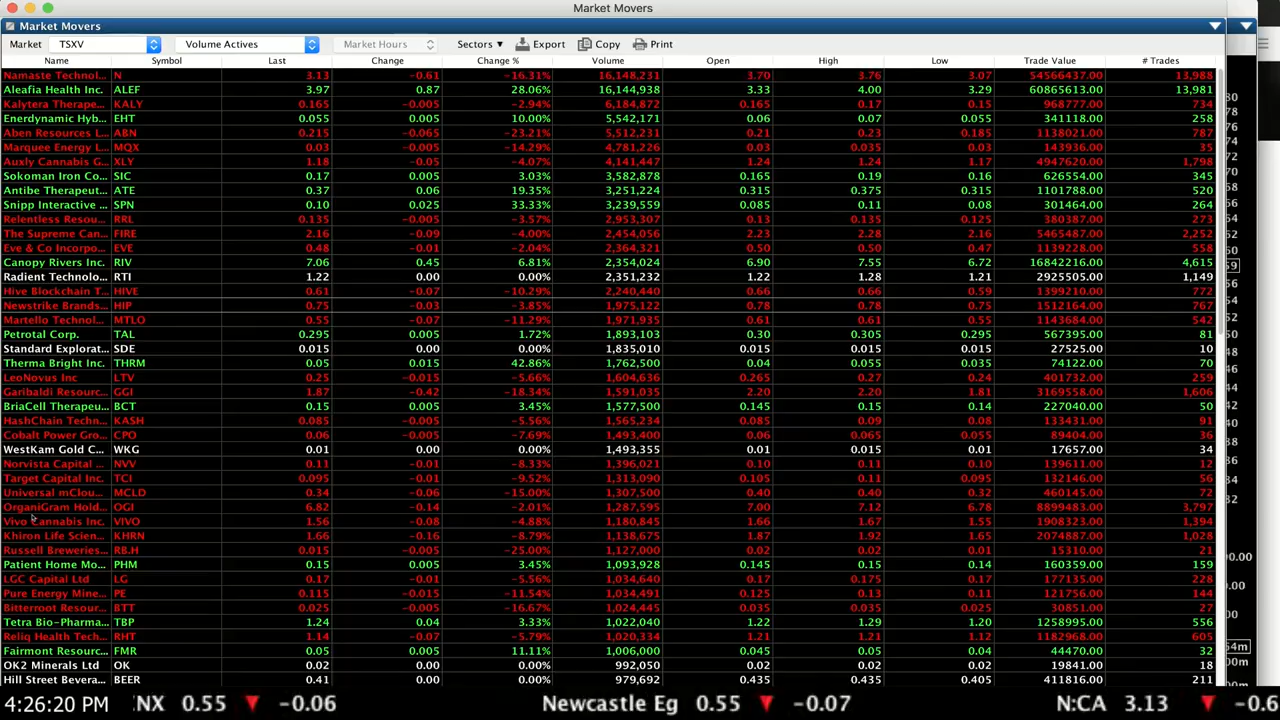 Market Movers
Market Movers
Market TSXV Volume Actives Market Hours Sectors ▼ Export Copy Print
Name Symbol Last Change Change % Volume Open High Low Trade Value # Trades
Namaste Technol... N 3.13 -0.61 -16.31% 16,148,231 3.70 3.76 3.07 54566437.00 13,988
Aleafia Health Inc. ALEF 3.97 0.87 28.06% 16,144,938 3.33 4.00 3.29 60865613.00 13,981
Kalytera Therape... KALY 0.165 -0.005 -2.94% 6,184,872 0.165 0.17 0.16 968777.00 734
Enerdynamic Hyb... EHT 0.055 0.005 10.00% 5,542,171 0.06 0.07 0.055 341118.00 258
Aben Resources L... ABN 0.215 -0.065 -23.21% 5,512,231 0.21 0.23 0.185 1138021.00 787
Marquee Energy L... MQX 0.03 -0.005 -14.29% 4,781,226 0.03 0.035 0.03 143936.00 35
Auxly Cannabis G... XLY 1.18 -0.05 -4.07% 4,141,447 1.24 1.24 1.17 4947620.00 1,798
Sokoman Iron Co... SIC 0.17 0.005 3.03% 3,582,878 0.165 0.19 0.16 626554.00 345
Antibe Therapeut... ATE 0.37 0.06 19.35% 3,251,224 0.315 0.375 0.315 1101788.00 520
Snipp Interactive ... SPN 0.10 0.025 33.33% 3,239,559 0.085 0.11 0.08 301464.00 264
Relentless Resou... RRL 0.135 -0.005 -3.57% 2,953,307 0.13 0.135 0.125 380387.00 273
The Supreme Can... FIRE 2.16 -0.09 -4.00% 2,454,056 2.23 2.28 2.16 5465487.00 2,252
Eve & Co Incorpo... EVE 0.48 -0.01 -2.04% 2,364,321 0.50 0.50 0.47 1139228.00 558
Canopy Rivers Inc. RIV 7.06 0.45 6.81% 2,354,024 6.90 7.55 6.72 16842216.00 4,615
Radient Technolo... RTI 1.22 0.00 0.00% 2,351,232 1.22 1.28 1.21 2925505.00 1,149
Hive Blockchain T... HIVE 0.61 -0.07 -10.29% 2,240,440 0.66 0.66 0.59 1399210.00 772
Newstrike Brands... HIP 0.75 -0.03 -3.85% 1,975,122 0.78 0.78 0.75 1512164.00 767
Martello Technol... MTLO 0.55 -0.07 -11.29% 1,971,935 0.61 0.61 0.55 1143684.00 542
Petrotal Corp. TAL 0.295 0.005 1.72% 1,893,103 0.30 0.305 0.295 567395.00 81
Standard Explorat... SDE 0.015 0.00 0.00% 1,835,010 0.015 0.015 0.015 27525.00 10
Therma Bright Inc. THRM 0.05 0.015 42.86% 1,762,500 0.04 0.055 0.035 74122.00 70
LeoNovus Inc LTV 0.25 -0.015 -5.66% 1,604,636 0.265 0.27 0.24 401732.00 259
Garibaldi Resourc... GGI 1.87 -0.42 -18.34% 1,591,035 2.20 2.20 1.81 3169558.00 1,606
BriaCell Therapeu... BCT 0.15 0.005 3.45% 1,577,500 0.145 0.15 0.14 227040.00 50
HashChain Techn... KASH 0.085 -0.005 -5.56% 1,565,234 0.085 0.09 0.08 133431.00 91
Cobalt Power Gro... CPO 0.06 -0.005 -7.69% 1,493,400 0.06 0.065 0.055 89404.00 36
WestKam Gold C... WKG 0.01 0.00 0.00% 1,493,355 0.01 0.015 0.01 17657.00 34
Norvista Capital ... NVV 0.11 -0.01 -8.33% 1,396,021 0.10 0.11 0.10 139611.00 12
Target Capital Inc. TCI 0.095 -0.01 -9.52% 1,313,090 0.105 0.11 0.095 132146.00 56
Universal mClou... MCLD 0.34 -0.06 -15.00% 1,307,500 0.40 0.40 0.32 460145.00 72
OrganiGram Hold... OGI 6.82 -0.14 -2.01% 1,287,595 7.00 7.12 6.78 8899483.00 3,797
Vivo Cannabis Inc. VIVO 1.56 -0.08 -4.88% 1,180,845 1.66 1.67 1.55 1908323.00 1,394
Khiron Life Scien... KHRN 1.66 -0.16 -8.79% 1,138,675 1.87 1.92 1.65 2074887.00 1,028
Russell Breweries... RB.H 0.015 -0.005 -25.00% 1,127,000 0.02 0.02 0.01 15310.00 21
Patient Home Mo... PHM 0.15 0.005 3.45% 1,093,928 0.145 0.15 0.14 160359.00 159
LGC Capital Ltd LG 0.17 -0.01 -5.56% 1,034,640 0.17 0.175 0.17 177135.00 228
Pure Energy Mine... PE 0.115 -0.015 -11.54% 1,029,491 0.125 0.13 0.11 121756.00 144
Bitterroot Resour... BTT 0.025 -0.005 -16.67% 1,024,445 0.035 0.035 0.025 30851.00 27
Tetra Bio-Pharma... TBP 1.24 0.04 3.33% 1,022,040 1.22 1.29 1.20 1258995.00 556
Reliq Health Tech... RHT 1.14 -0.07 -5.79% 1,020,334 1.21 1.21 1.12 1182968.00 605
Fairmont Resourc... FMR 0.05 0.005 11.11% 1,006,000 0.045 0.05 0.04 44470.00 32
OK2 Minerals Ltd OK 0.02 0.00 0.00% 992,050 0.02 0.02 0.02 19841.00 18
Hill Street Bevera... BEER 0.41 0.00 0.00% 979,692 0.435 0.435 0.405 411816.00 211
4:26:20 PM NX 0.55 ▼ -0.06 Newcastle Eg 0.55 ▼ -0.07 N:CA 3.13 ▼ -0.6